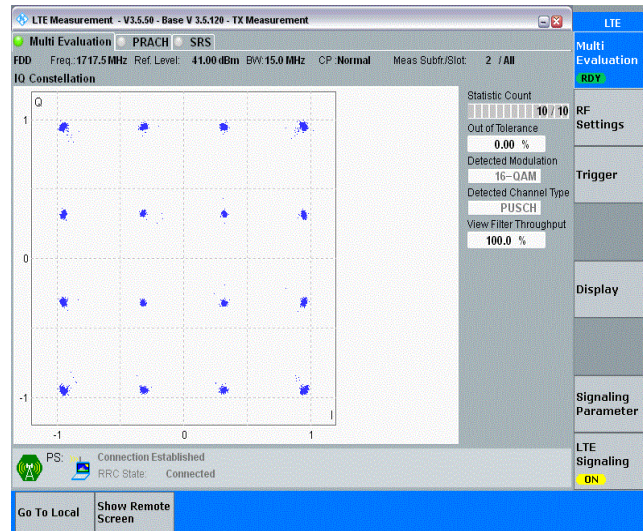 LTE Measurement - V3.5.50 - Base V 3.5.120 - TX Measurement
LTE
Multi Evaluation PRACH SRS
Multi
Evaluation
RDY
FDD Freq.: 1717.5 MHz Ref. Level: 41.00 dBm BW: 15.0 MHz CP: Normal Meas Subfr./Slot: 2 / All
IQ Constellation
Q
1
0
-1
-1 0 1
I
Statistic Count
10 / 10
Out of Tolerance
0.00 %
Detected Modulation
16-QAM
Detected Channel Type
PUSCH
View Filter Throughput
100.0 %
RF
Settings
Trigger
Display
Signaling
Parameter
LTE
Signaling
ON
PS: Connection Established
RRC State: Connected
Go To Local
Show Remote
Screen